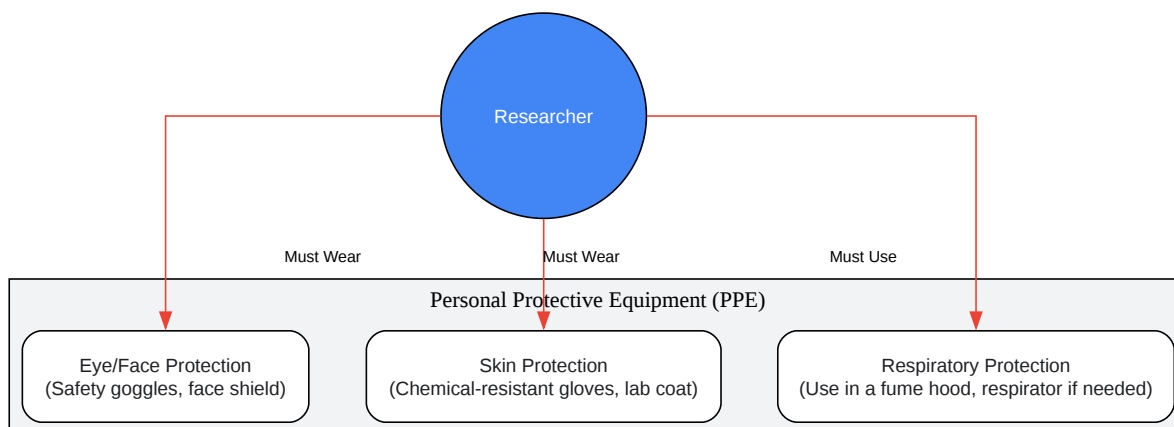 Researcher
Must Wear
Must Wear
Must Use
Personal Protective Equipment (PPE)
Eye/Face Protection
(Safety goggles, face shield)
Skin Protection
(Chemical-resistant gloves, lab coat)
Respiratory Protection
(Use in a fume hood, respirator if needed)